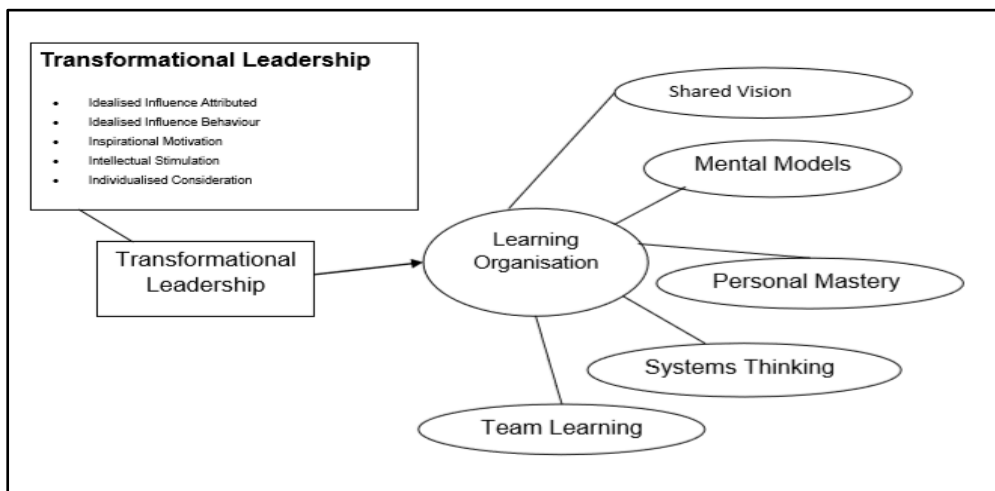 Transformational Leadership
• Idealised Influence Attributed
• Idealised Influence Behaviour
• Inspirational Motivation
• Intellectual Stimulation
• Individualised Consideration
Transformational
Leadership
Learning
Organisation
Shared Vision
Mental Models
Personal Mastery
Systems Thinking
Team Learning